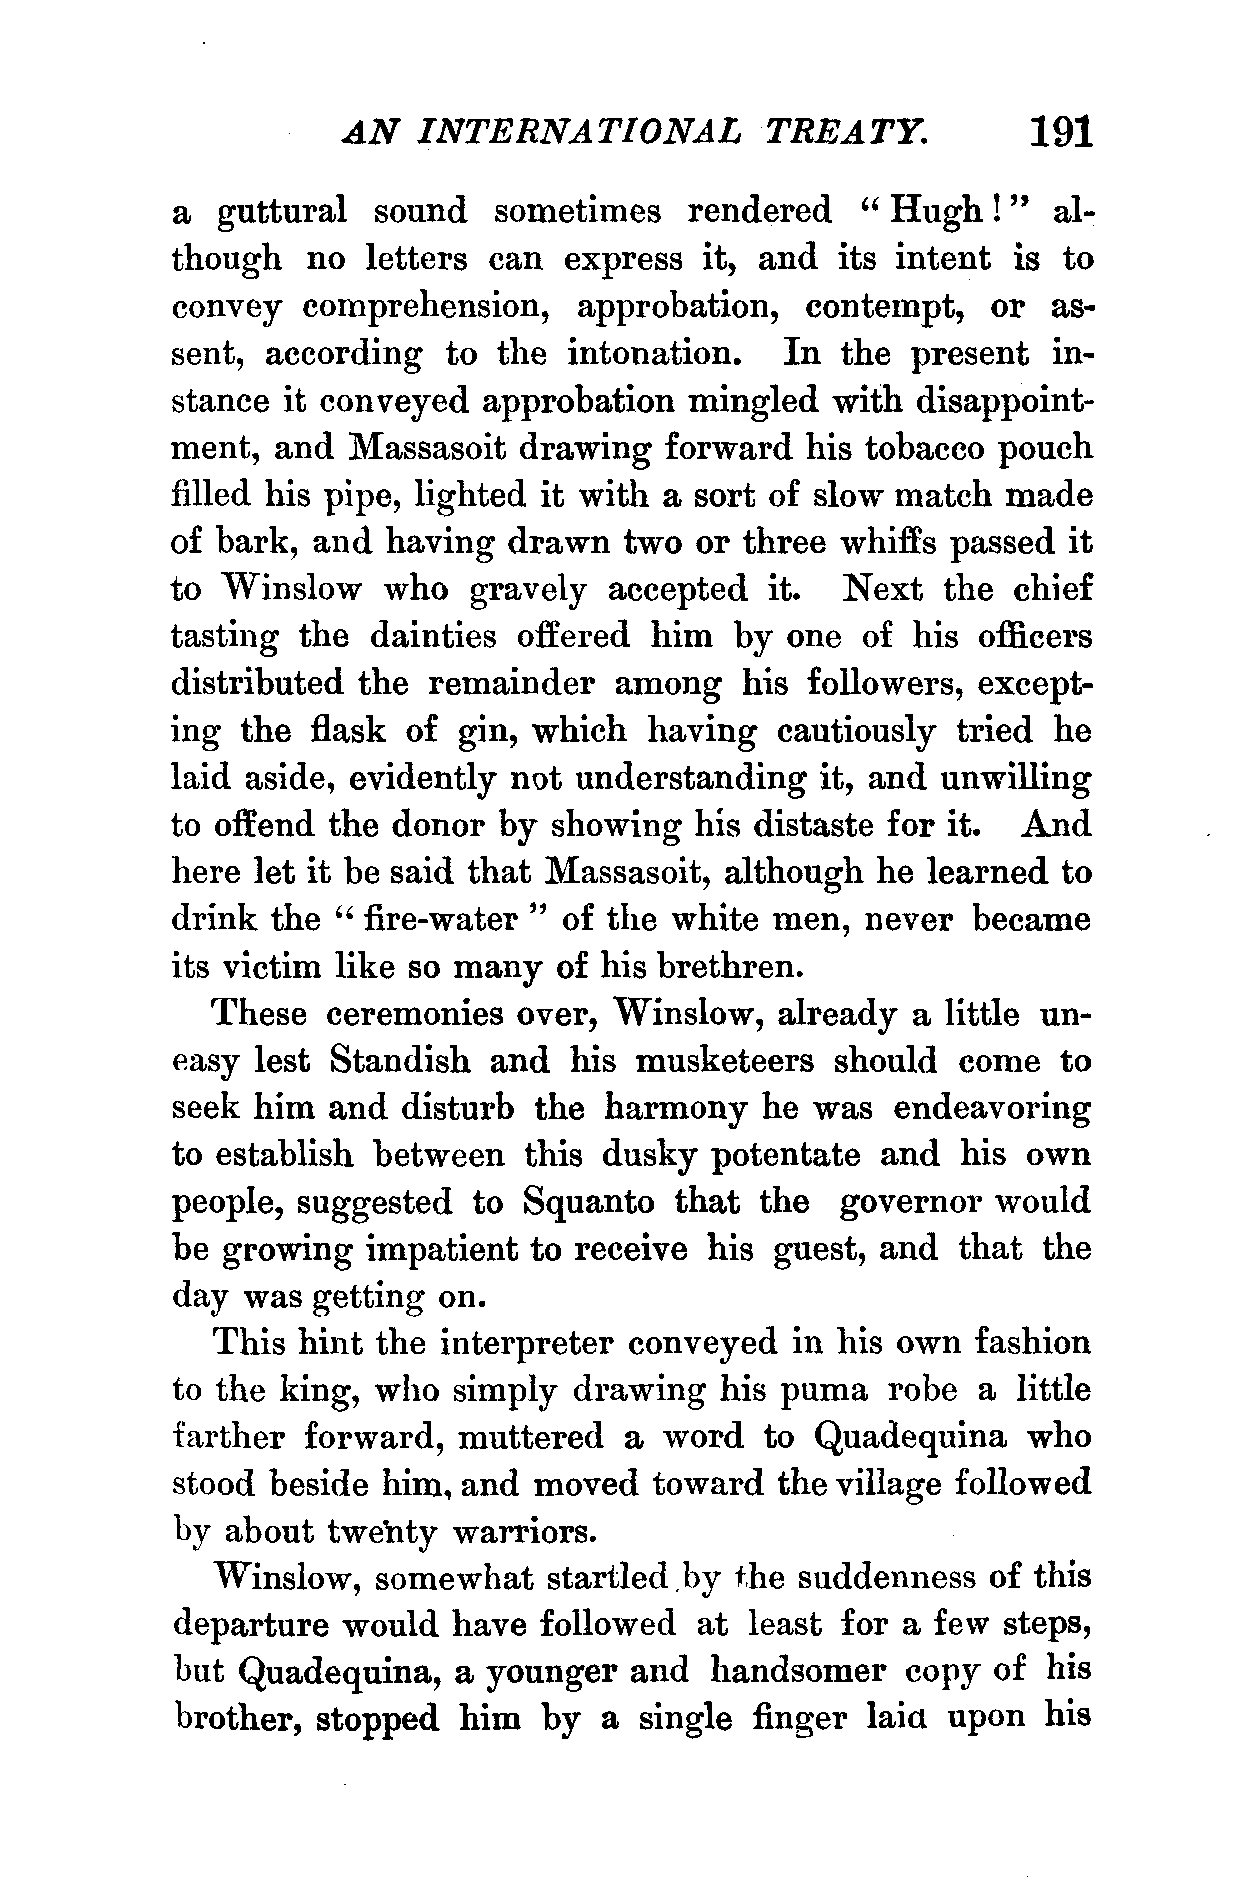 AN INTERNATIONAL TREATY. 191
a guttural sound sometimes rendered “ Hugh ! ” al-
though no letters can express it, and its intent is to
convey comprehension, approbation, contempt, or as-
sent, according to the intonation. In the present in-
stance it conveyed approbation mingled with disappoint-
ment, and Massasoit drawing forward his tobacco pouch
filled his pipe, lighted it with a sort of slow match made
of bark, and having drawn two or three whiffs passed it
to Winslow who gravely accepted it. Next the chief
tasting the dainties offered him by one of his officers
distributed the remainder among his followers, except-
ing the flask of gin, which having cautiously tried he
laid aside, evidently not understanding it, and unwilling
to offend the donor by showing his distaste for it. And
here let it be said that Massasoit, although he learned to
drink the “ fire-water ” of the white men, never became
its victim like so many of his brethren.
These ceremonies over, Winslow, already a little un-
easy lest Standish and his musketeers should come to
seek him and disturb the harmony he was endeavoring
to establish between this dusky potentate and his own
people, suggested to Squanto that the governor would
be growing impatient to receive his guest, and that the
day was getting on.
This hint the interpreter conveyed in his own fashion
to the king, who simply drawing his puma robe a little
farther forward, muttered a word to Quadequina who
stood beside him, and moved toward the village followed
by about twenty warriors.
Winslow, somewhat startled by the suddenness of this
departure would have followed at least for a few steps,
but Quadequina, a younger and handsomer copy of his
brother, stopped him by a single finger laid upon his